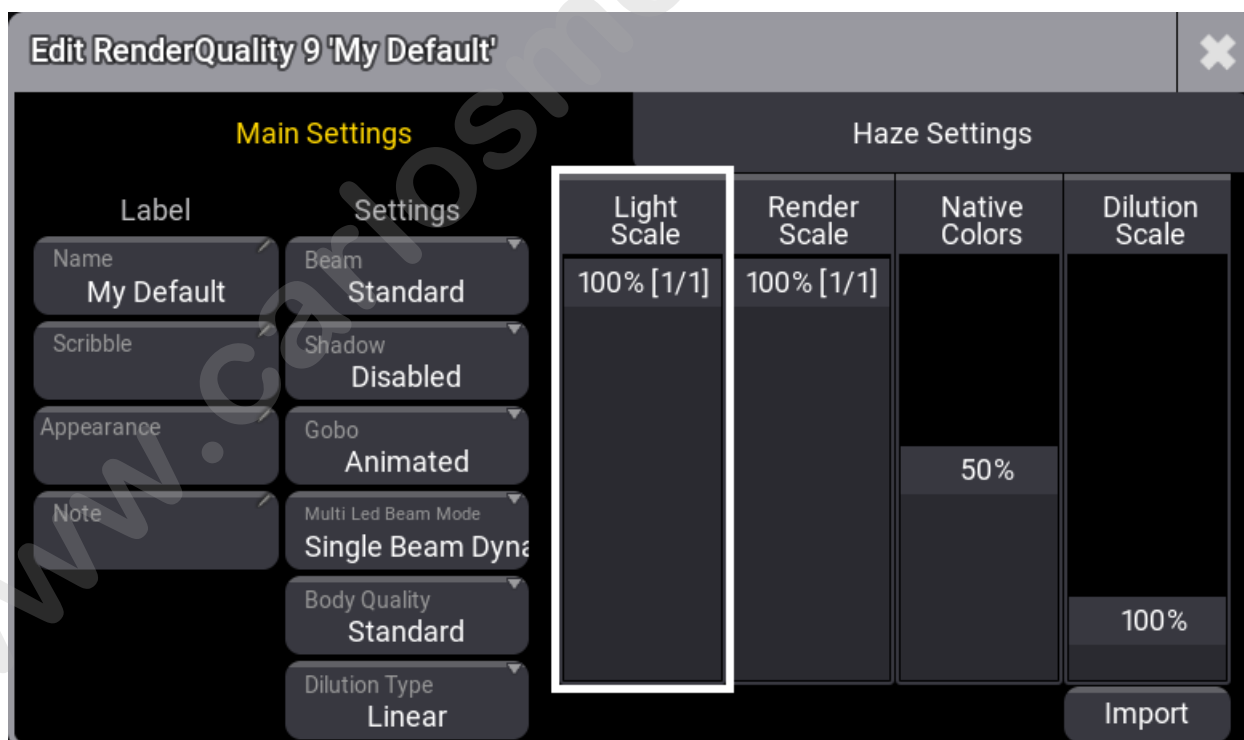 Edit RenderQuality 9 'My Default'
Main Settings
Haze Settings
Label
Settings
Light
Scale
Render
Scale
Native
Colors
Dilution
Scale
Name
My Default
Beam
Standard
100% [1/1]
100% [1/1]
Scribble
Shadow
Disabled
Appearance
Gobo
Animated
50%
Note
Multi Led Beam Mode
Single Beam Dyna
Body Quality
Standard
100%
Dilution Type
Linear
Import
www.carlosm